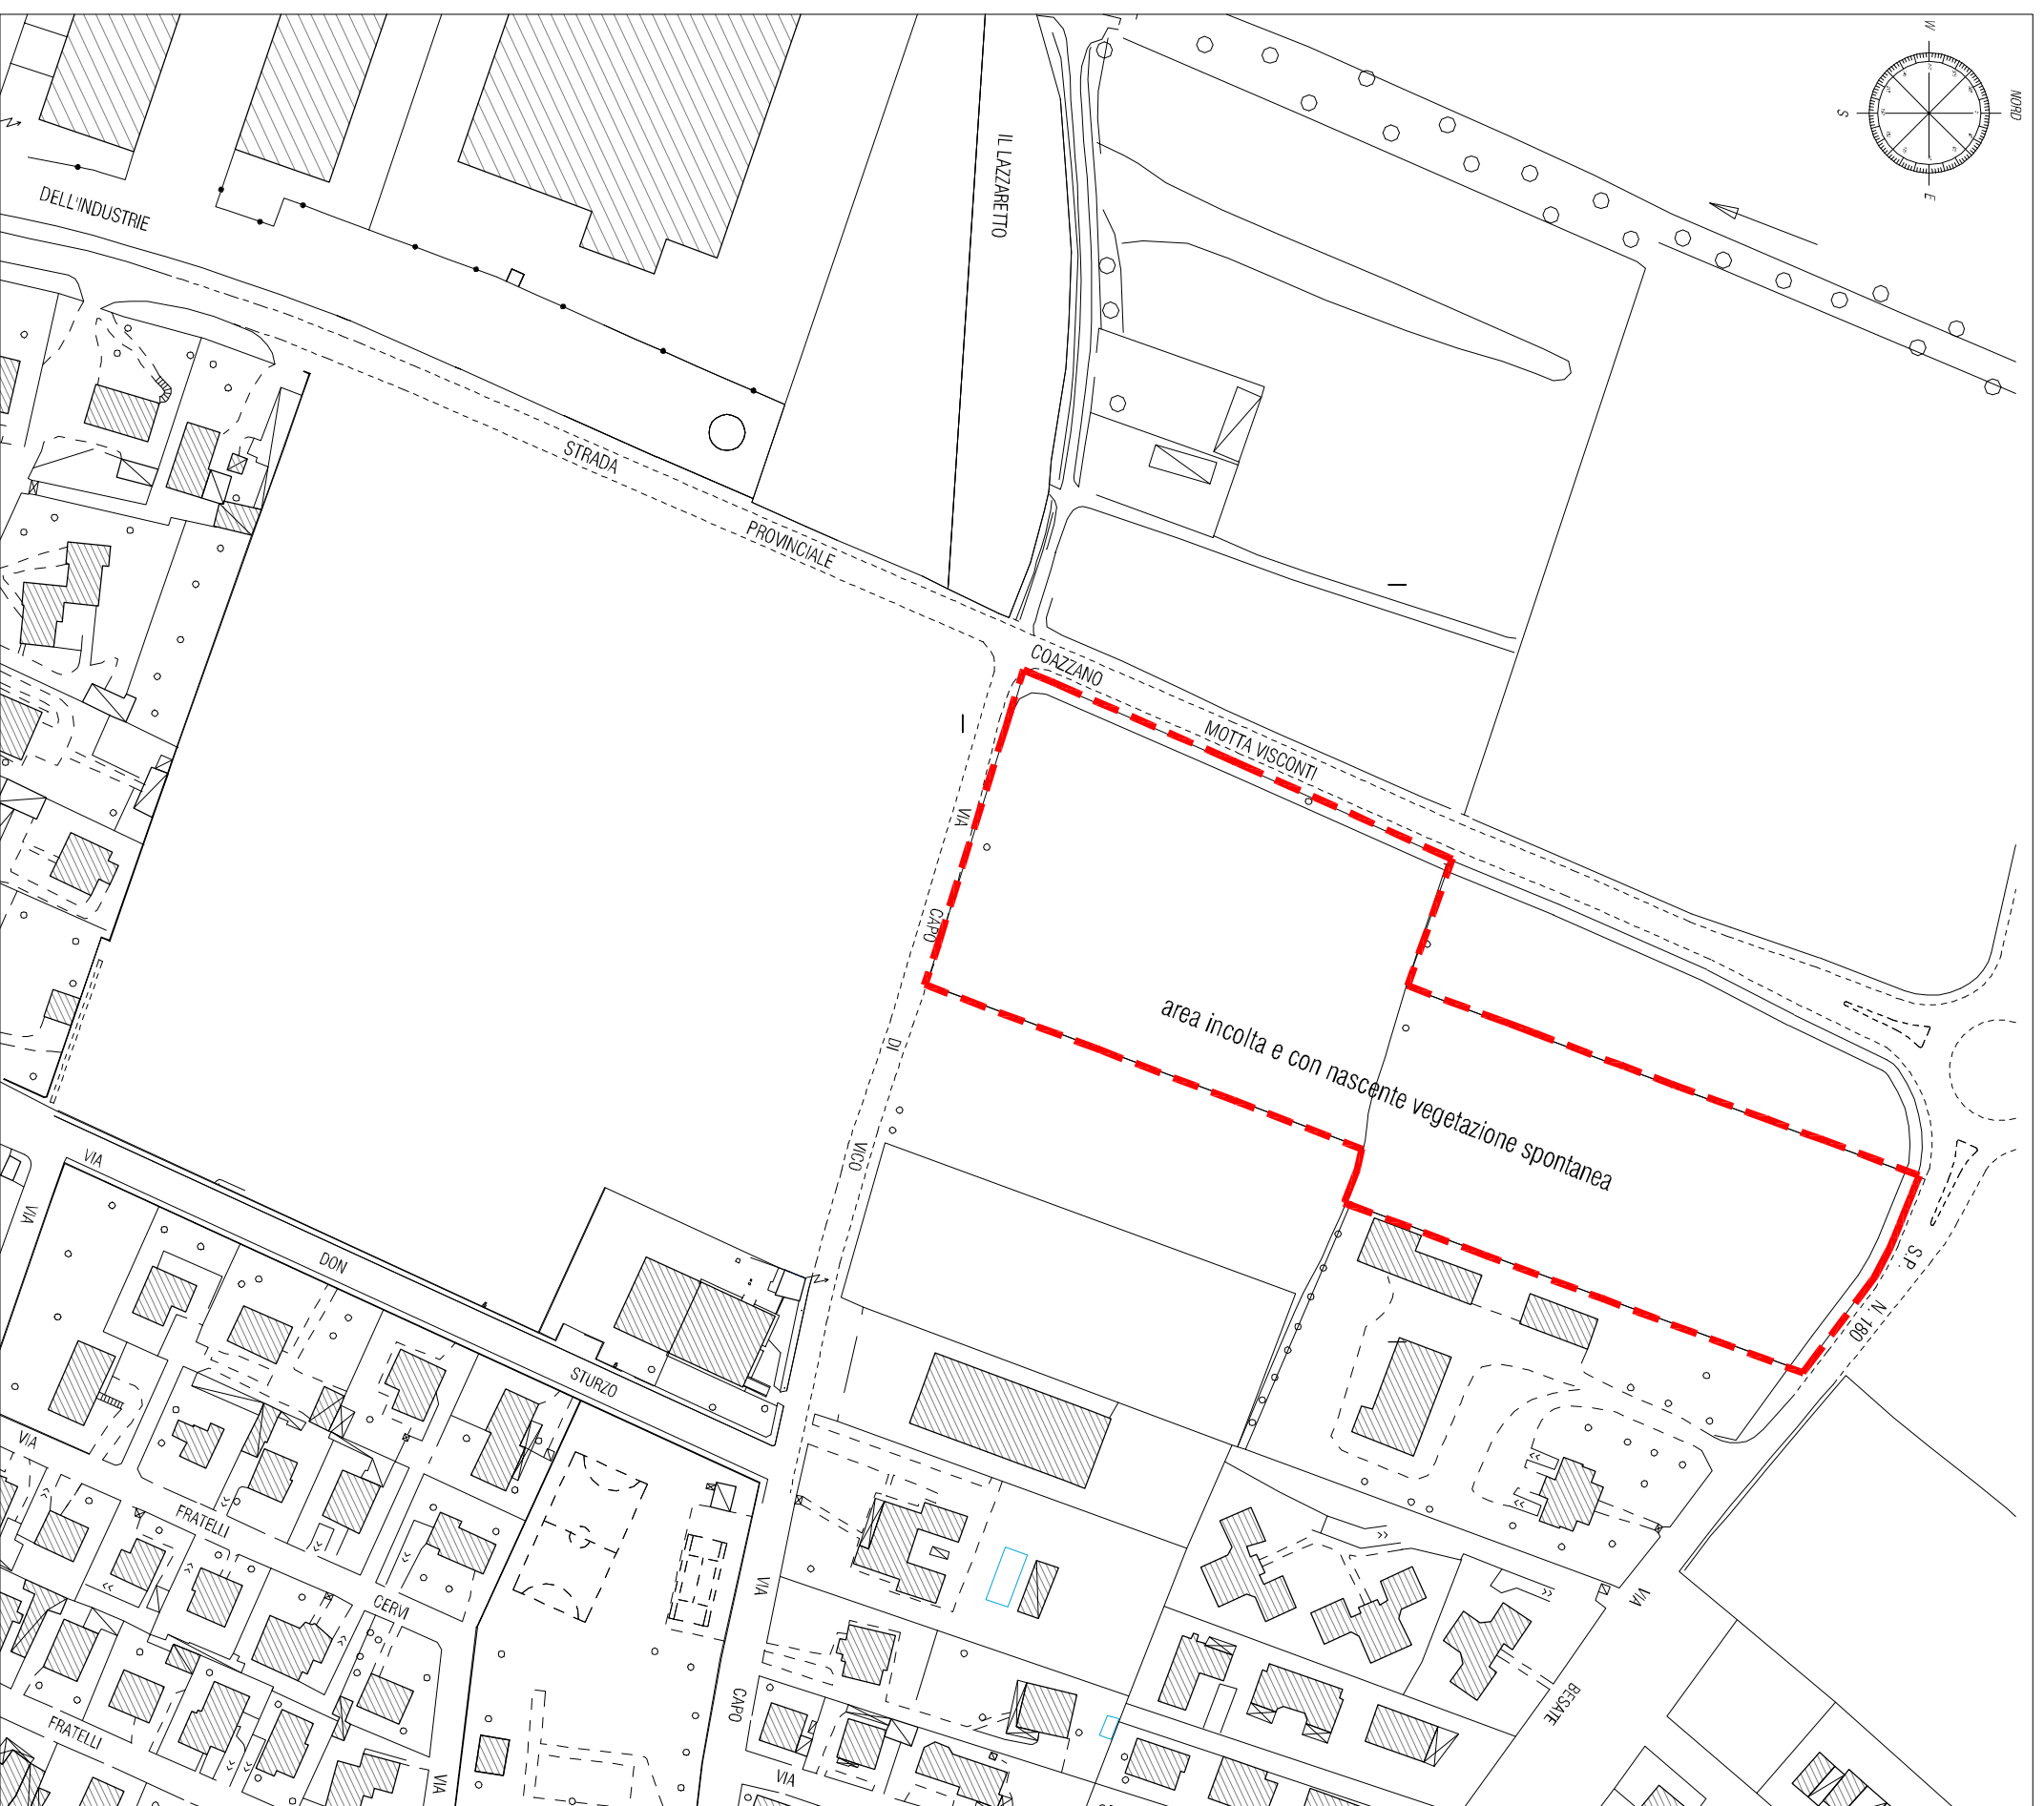 W
NORD
S
E
DELL'INDUSTRIE
IL LAZZARETTO
STRADA
PROVINCIALE
COAZZANO
MOTTA VISCONTI
VIA
CAPO
DI
VICO
area incolta e con nascente vegetazione spontanea
S.P.
N. 180
VIA
DON
STURZO
VIA
VIA
FRATELLI
CERVI
FRATELLI
VIA
VIA
CAPO
VIA
VIA
BESATE